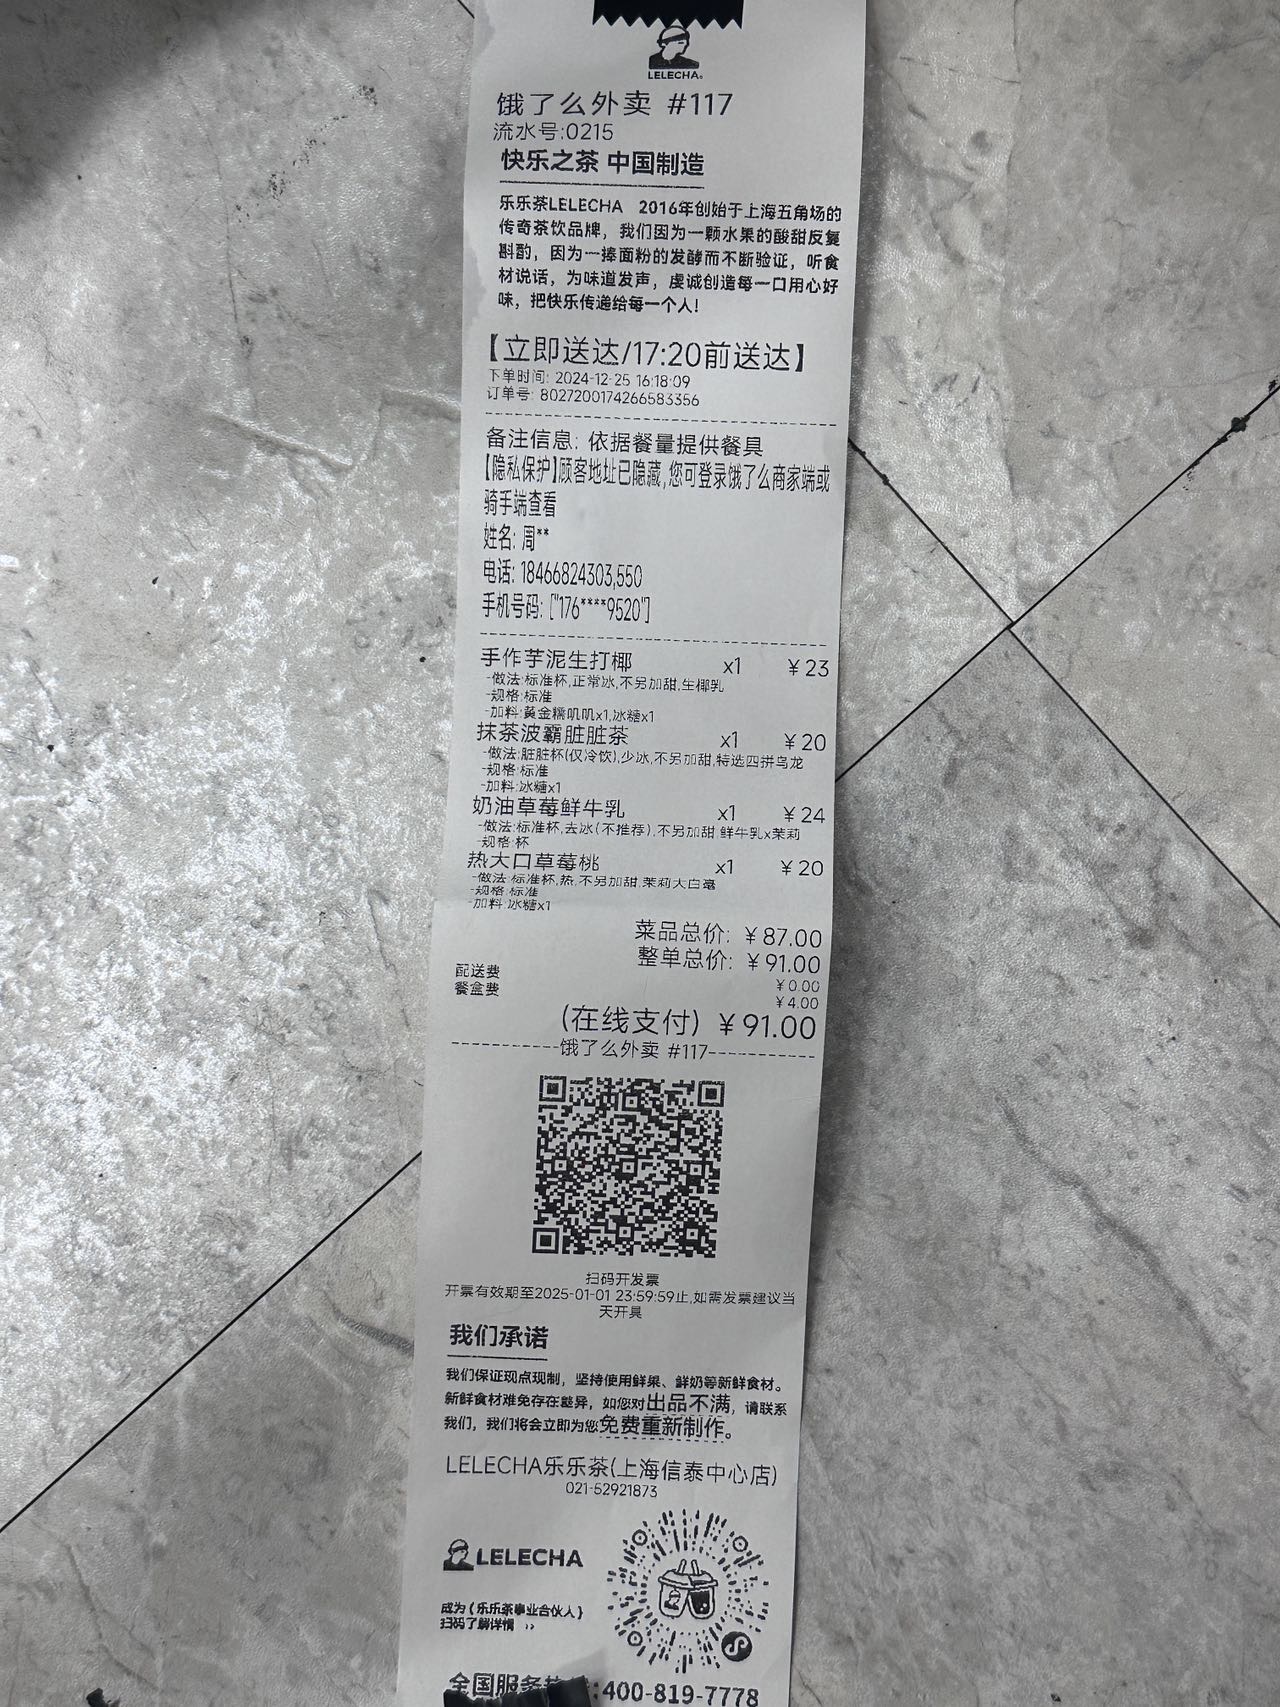 LELECHA
饿了么外卖 #117
流水号:0215
快乐之茶 中国制造
乐乐茶LELECHA 2016年创始于上海五角场的
传奇茶饮品牌，我们因为一颗水果的酸甜反复
斟酌，因为一捧面粉的发酵而不断验证，听食
材说话，为味道发声，虔诚创造每一口用心好
味，把快乐传递给每一个人！
【立即送达/17:20前送达】
下单时间: 2024-12-25 16:18:09
订单号: 8027200174266583356
备注信息: 依据餐量提供餐具
【隐私保护】顾客地址已隐藏,您可登录饿了么商家端或
骑手端查看
姓名: 周**
电话: 18466824303,550
手机号码: ["176****9520"]
手作芋泥生打椰 x1 ￥23
-做法:标准杯,正常冰,不另加甜,生椰乳
-规格:标准
-加料:黄金糯叽叽x1,冰糖x1
抹茶波霸脏脏茶 x1 ￥20
-做法:脏脏杯(仅冷饮),少冰,不另加甜,特选四拼乌龙
-规格:标准
-加料:冰糖x1
奶油草莓鲜牛乳 x1 ￥24
-做法:标准杯,去冰(不推荐),不另加甜,鲜牛乳x茉莉
-规格:杯
热大口草莓桃 x1 ￥20
-做法:标准杯,热,不另加甜,茉莉大白毫
-规格:标准
-加料:冰糖x1
菜品总价: ￥87.00
整单总价: ￥91.00
配送费 ￥0.00
餐盒费 ￥4.00
(在线支付) ￥91.00
-----------饿了么外卖 #117-----------
扫码开发票
开票有效期至2025-01-01 23:59:59止,如需发票建议当
天开具
我们承诺
我们保证现点现制，坚持使用鲜果、鲜奶等新鲜食材。
新鲜食材难免存在差异，如您对出品不满，请联系
我们，我们将会立即为您免费重新制作。
LELECHA乐乐茶(上海信泰中心店)
021-52921873
LELECHA
成为《乐乐茶事业合伙人》
扫码了解详情 ››
全国服务热 :400-819-7778